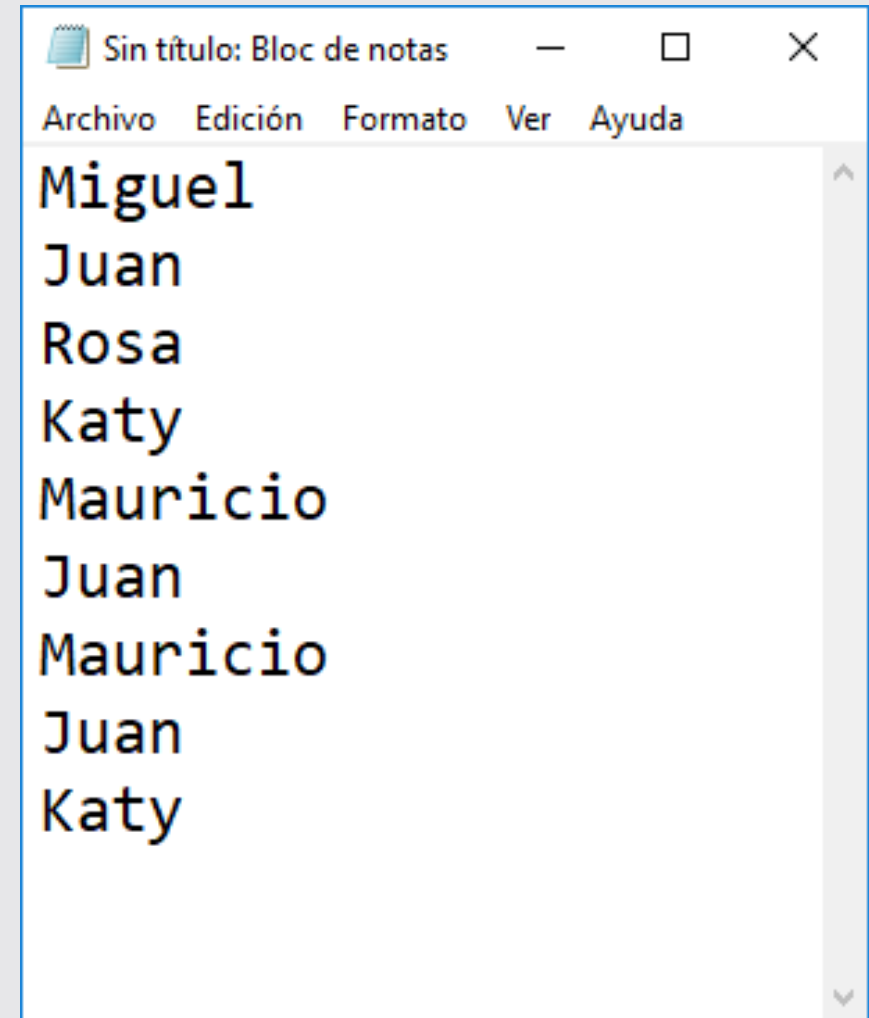 Sin título: Bloc de notas
Archivo Edición Formato Ver Ayuda
Miguel
Juan
Rosa
Katy
Mauricio
Juan
Mauricio
Juan
Katy